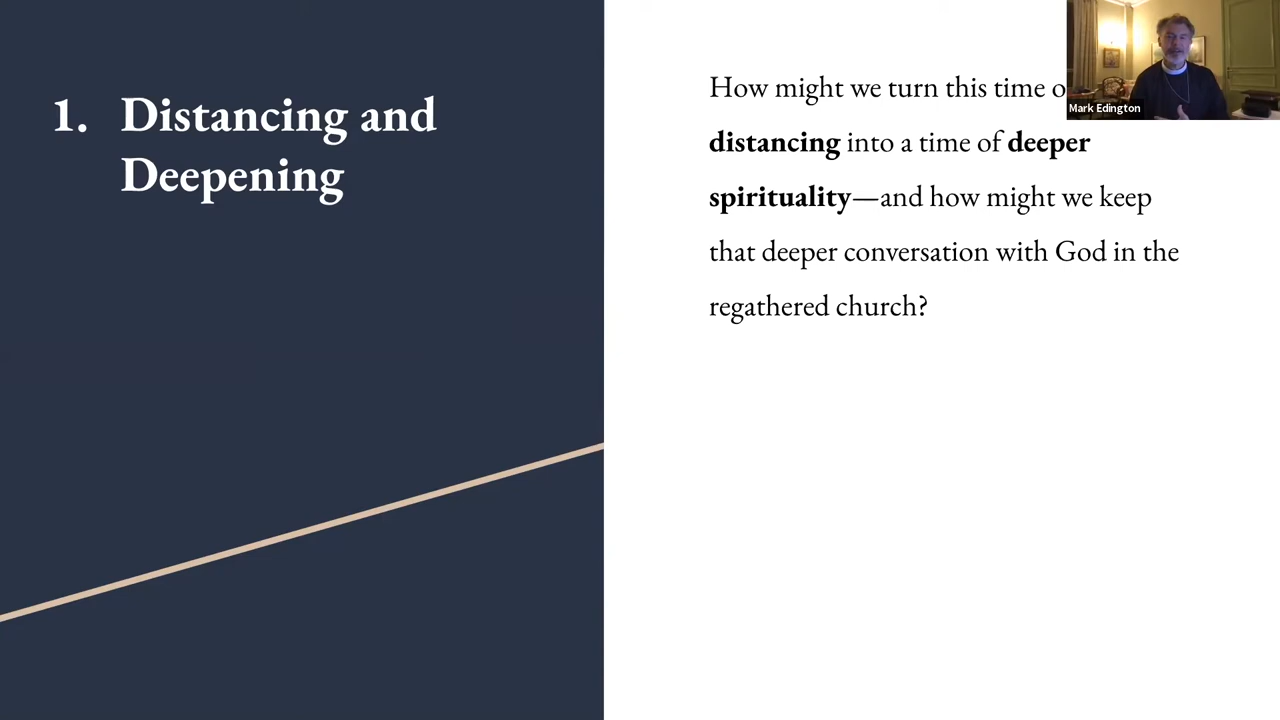 1. Distancing and
Deepening
How might we turn this time
distancing into a time of deeper
spirituality—and how might we keep
that deeper conversation with God in the
regathered church?
Mark Edington